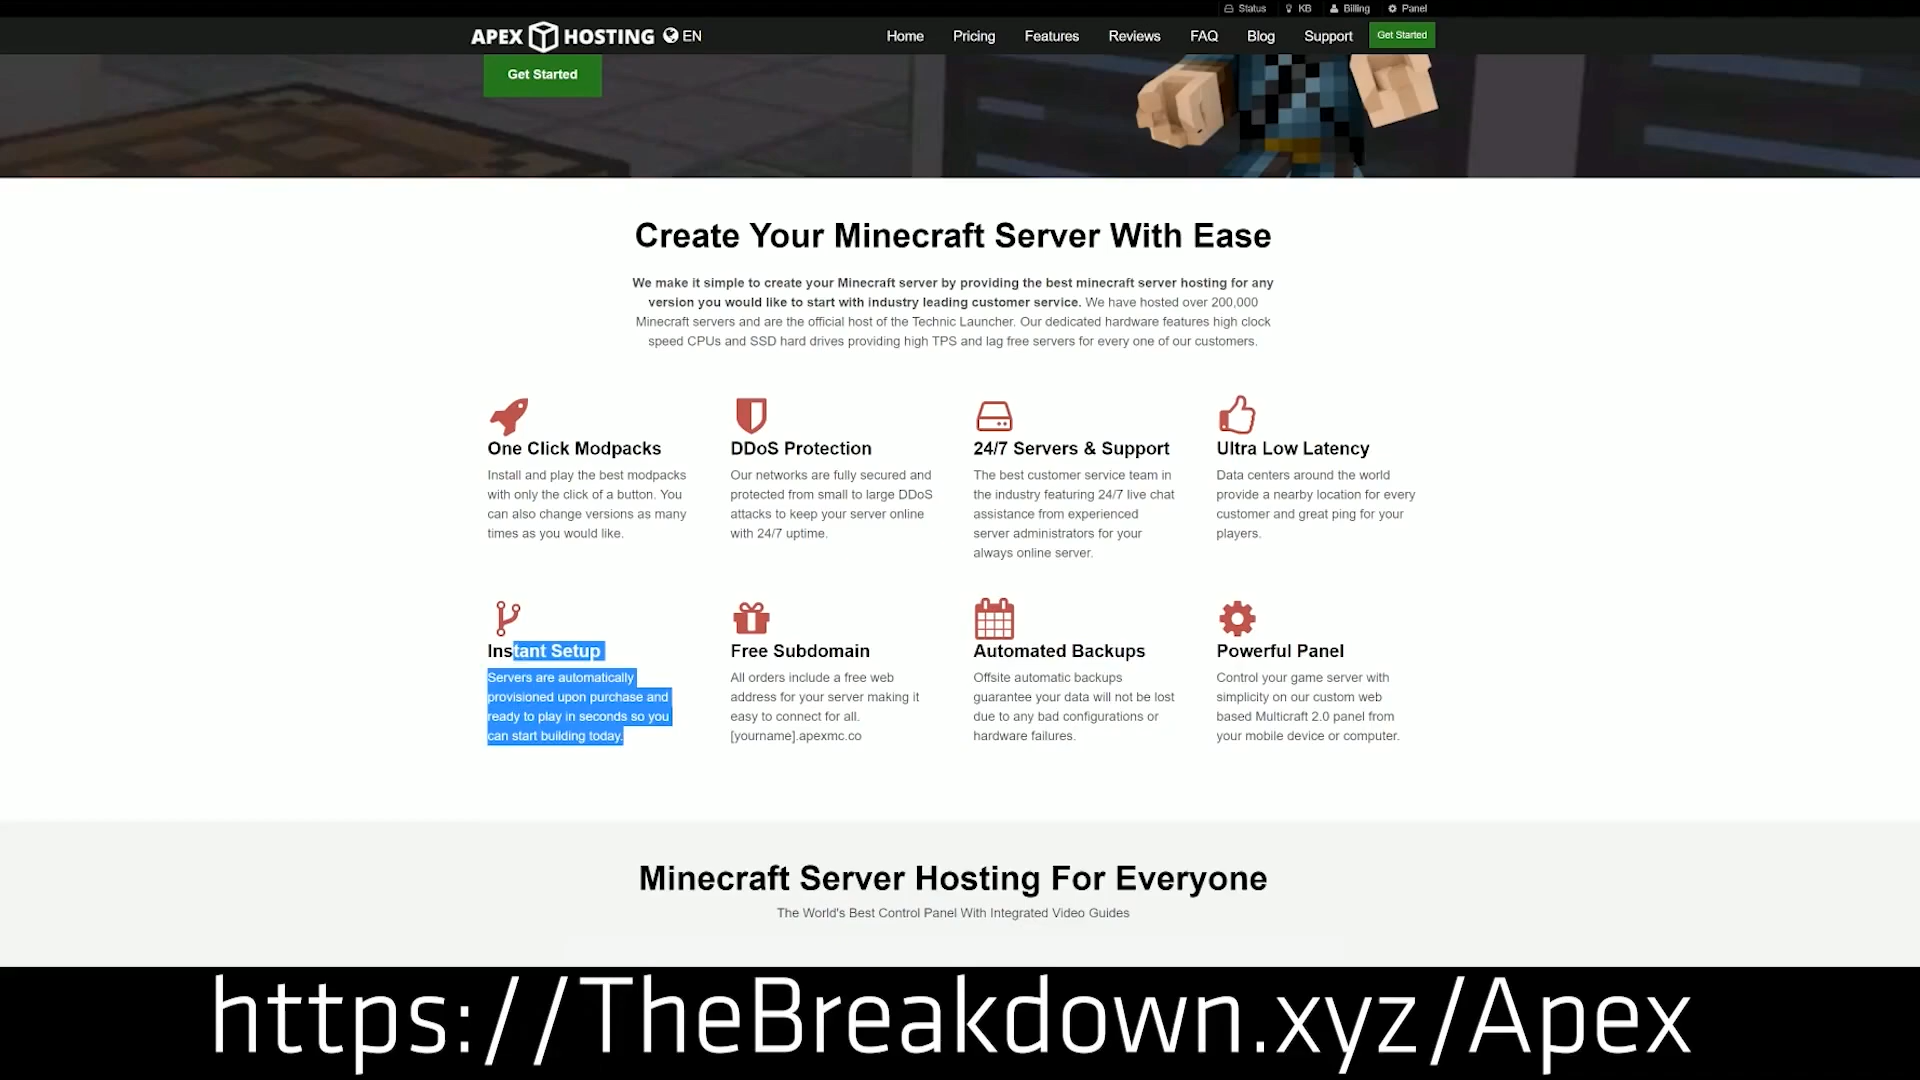 Status KB Billing Panel
APEX HOSTING EN Home Pricing Features Reviews FAQ Blog Support Get Started
Get Started
Create Your Minecraft Server With Ease
We make it simple to create your Minecraft server by providing the best minecraft server hosting for any
version you would like to start with industry leading customer service. We have hosted over 200,000
Minecraft servers and are the official host of the Technic Launcher. Our dedicated hardware features high clock
speed CPUs and SSD hard drives providing high TPS and lag free servers for every one of our customers.
One Click Modpacks
Install and play the best modpacks
with only the click of a button. You
can also change versions as many
times as you would like.
DDoS Protection
Our networks are fully secured and
protected from small to large DDoS
attacks to keep your server online
with 24/7 uptime.
24/7 Servers & Support
The best customer service team in
the industry featuring 24/7 live chat
assistance from experienced
server administrators for your
always online server.
Ultra Low Latency
Data centers around the world
provide a nearby location for every
customer and great ping for your
players.
Instant Setup
Servers are automatically
provisioned upon purchase and
ready to play in seconds so you
can start building today.
Free Subdomain
All orders include a free web
address for your server making it
easy to connect for all.
[yourname].apexmc.co
Automated Backups
Offsite automatic backups
guarantee your data will not be lost
due to any bad configurations or
hardware failures.
Powerful Panel
Control your game server with
simplicity on our custom web
based Multicraft 2.0 panel from
your mobile device or computer.
Minecraft Server Hosting For Everyone
The World's Best Control Panel With Integrated Video Guides
https://TheBreakdown.xyz/Apex